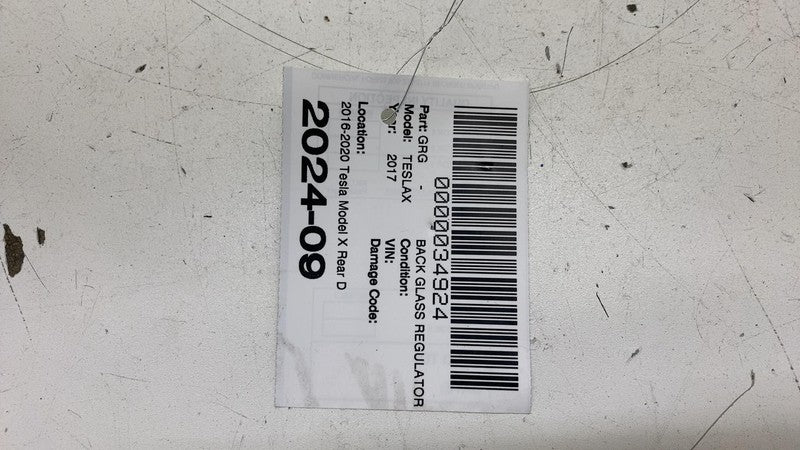 0000034924
Part: GRG - BACK GLASS REGULATOR
Model: TESLAX Condition:
Year: 2017 VIN:
Damage Code:
Location:
2016-2020 Tesla Model X Rear D
2024-09